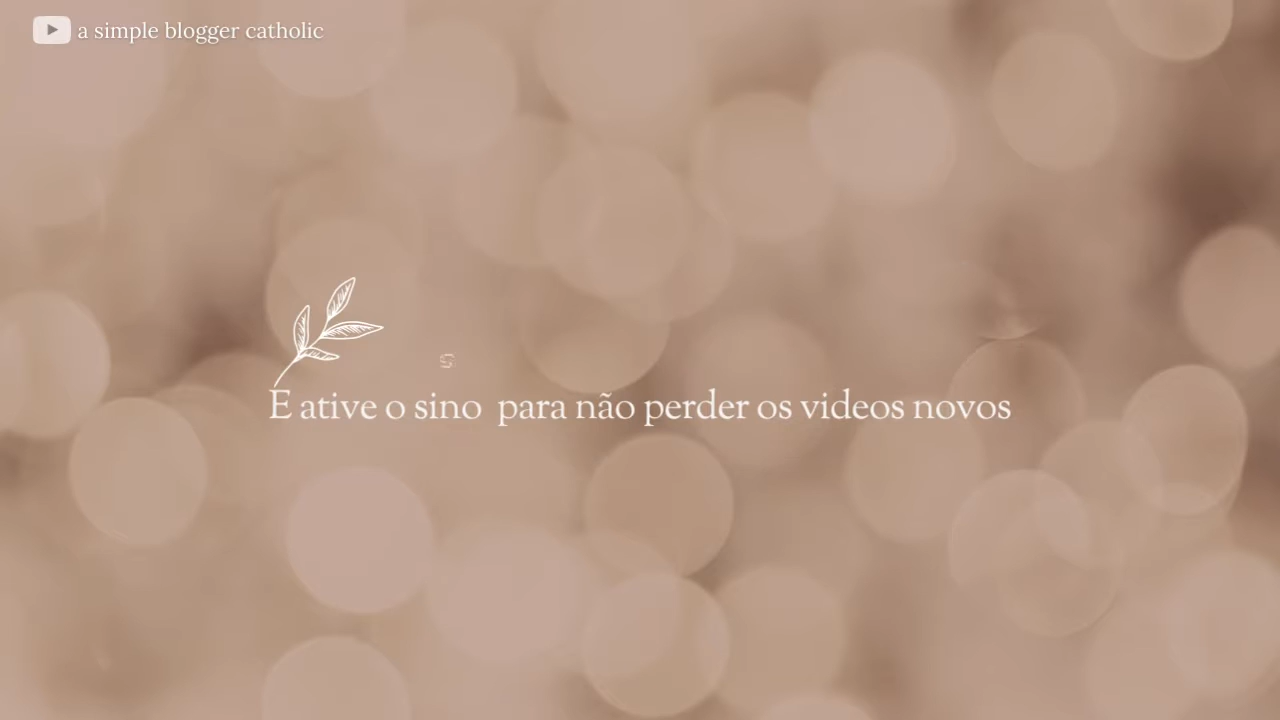 a simple blogger catholic
E ative o sino para não perder os videos novos